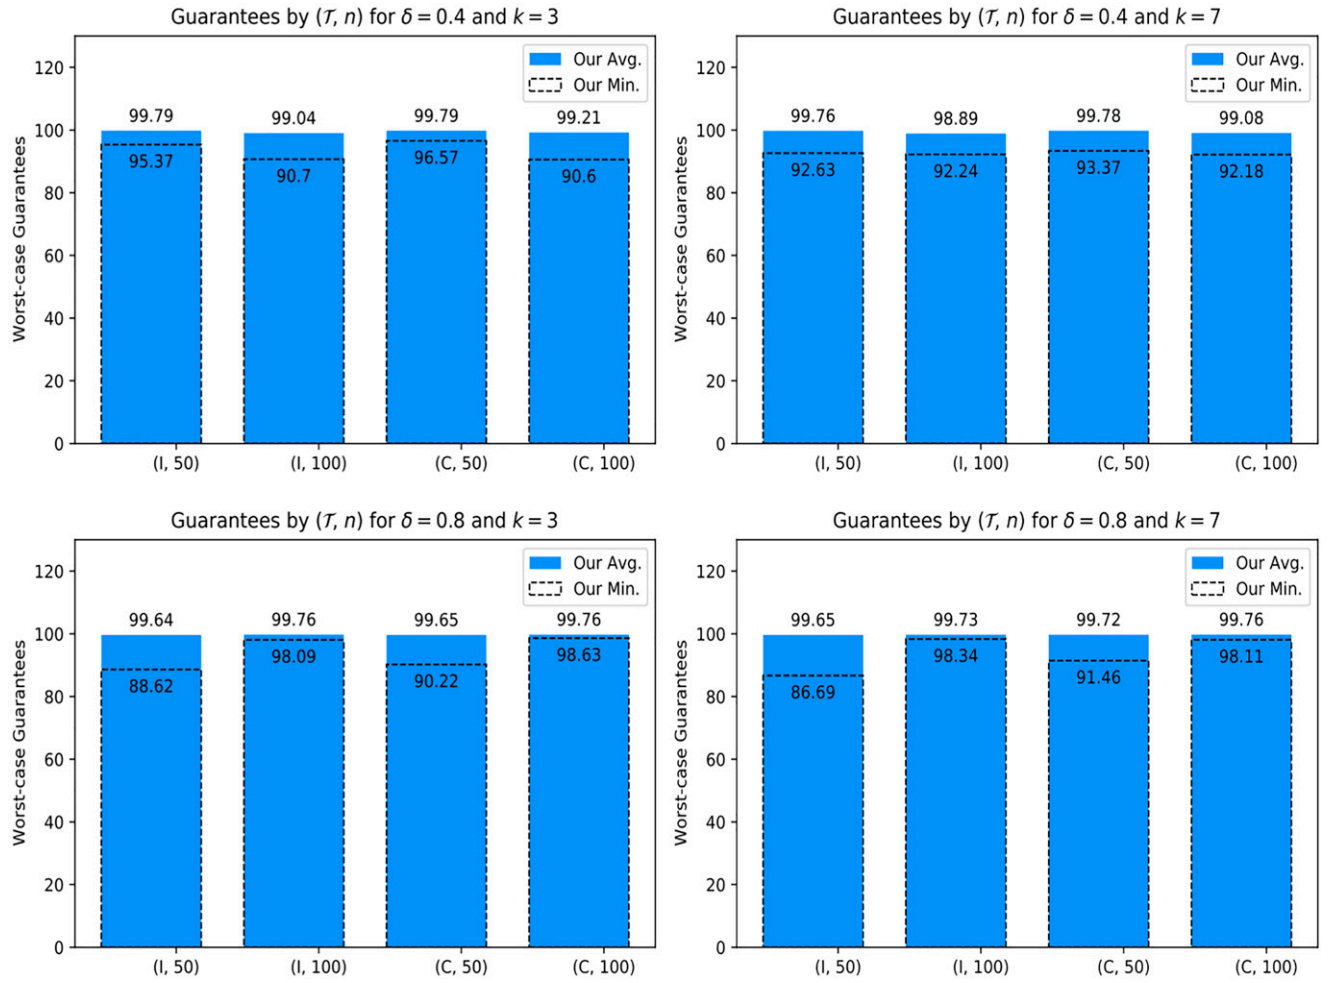 Guarantees by (𝒯, n) for δ = 0.4 and k = 3
Our Avg.
Our Min.
Worst-case Guarantees
120
100
80
60
40
20
0
99.79
99.04
99.79
99.21
95.37
90.7
96.57
90.6
(I, 50)
(I, 100)
(C, 50)
(C, 100)
Guarantees by (𝒯, n) for δ = 0.4 and k = 7
Our Avg.
Our Min.
Worst-case Guarantees
120
100
80
60
40
20
0
99.76
98.89
99.78
99.08
92.63
92.24
93.37
92.18
(I, 50)
(I, 100)
(C, 50)
(C, 100)
Guarantees by (𝒯, n) for δ = 0.8 and k = 3
Our Avg.
Our Min.
Worst-case Guarantees
120
100
80
60
40
20
0
99.64
99.76
99.65
99.76
88.62
98.09
90.22
98.63
(I, 50)
(I, 100)
(C, 50)
(C, 100)
Guarantees by (𝒯, n) for δ = 0.8 and k = 7
Our Avg.
Our Min.
Worst-case Guarantees
120
100
80
60
40
20
0
99.65
99.73
99.72
99.76
86.69
98.34
91.46
98.11
(I, 50)
(I, 100)
(C, 50)
(C, 100)